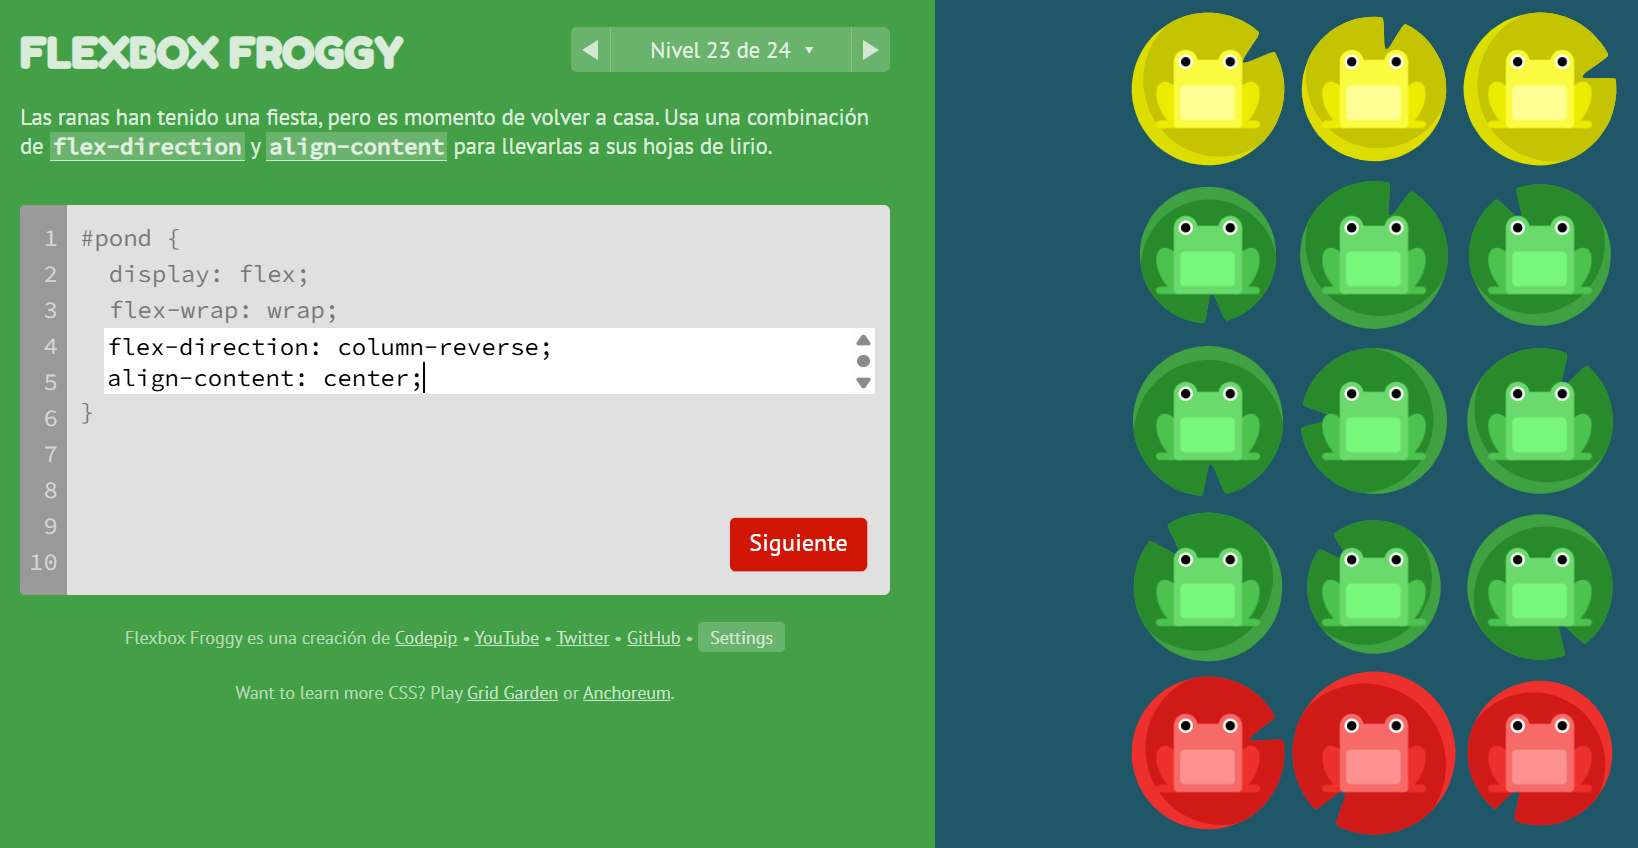 FLEXBOX FROGGY
◀ Nivel 23 de 24 ▼ ▶
Las ranas han tenido una fiesta, pero es momento de volver a casa. Usa una combinación
de flex-direction y align-content para llevarlas a sus hojas de lirio.
1 #pond {
2 display: flex;
3 flex-wrap: wrap;
4 flex-direction: column-reverse;
5 align-content: center;
6 }
7
8
9
10
Siguiente
Flexbox Froggy es una creación de Codepip • YouTube • Twitter • GitHub • Settings
Want to learn more CSS? Play Grid Garden or Anchoreum.